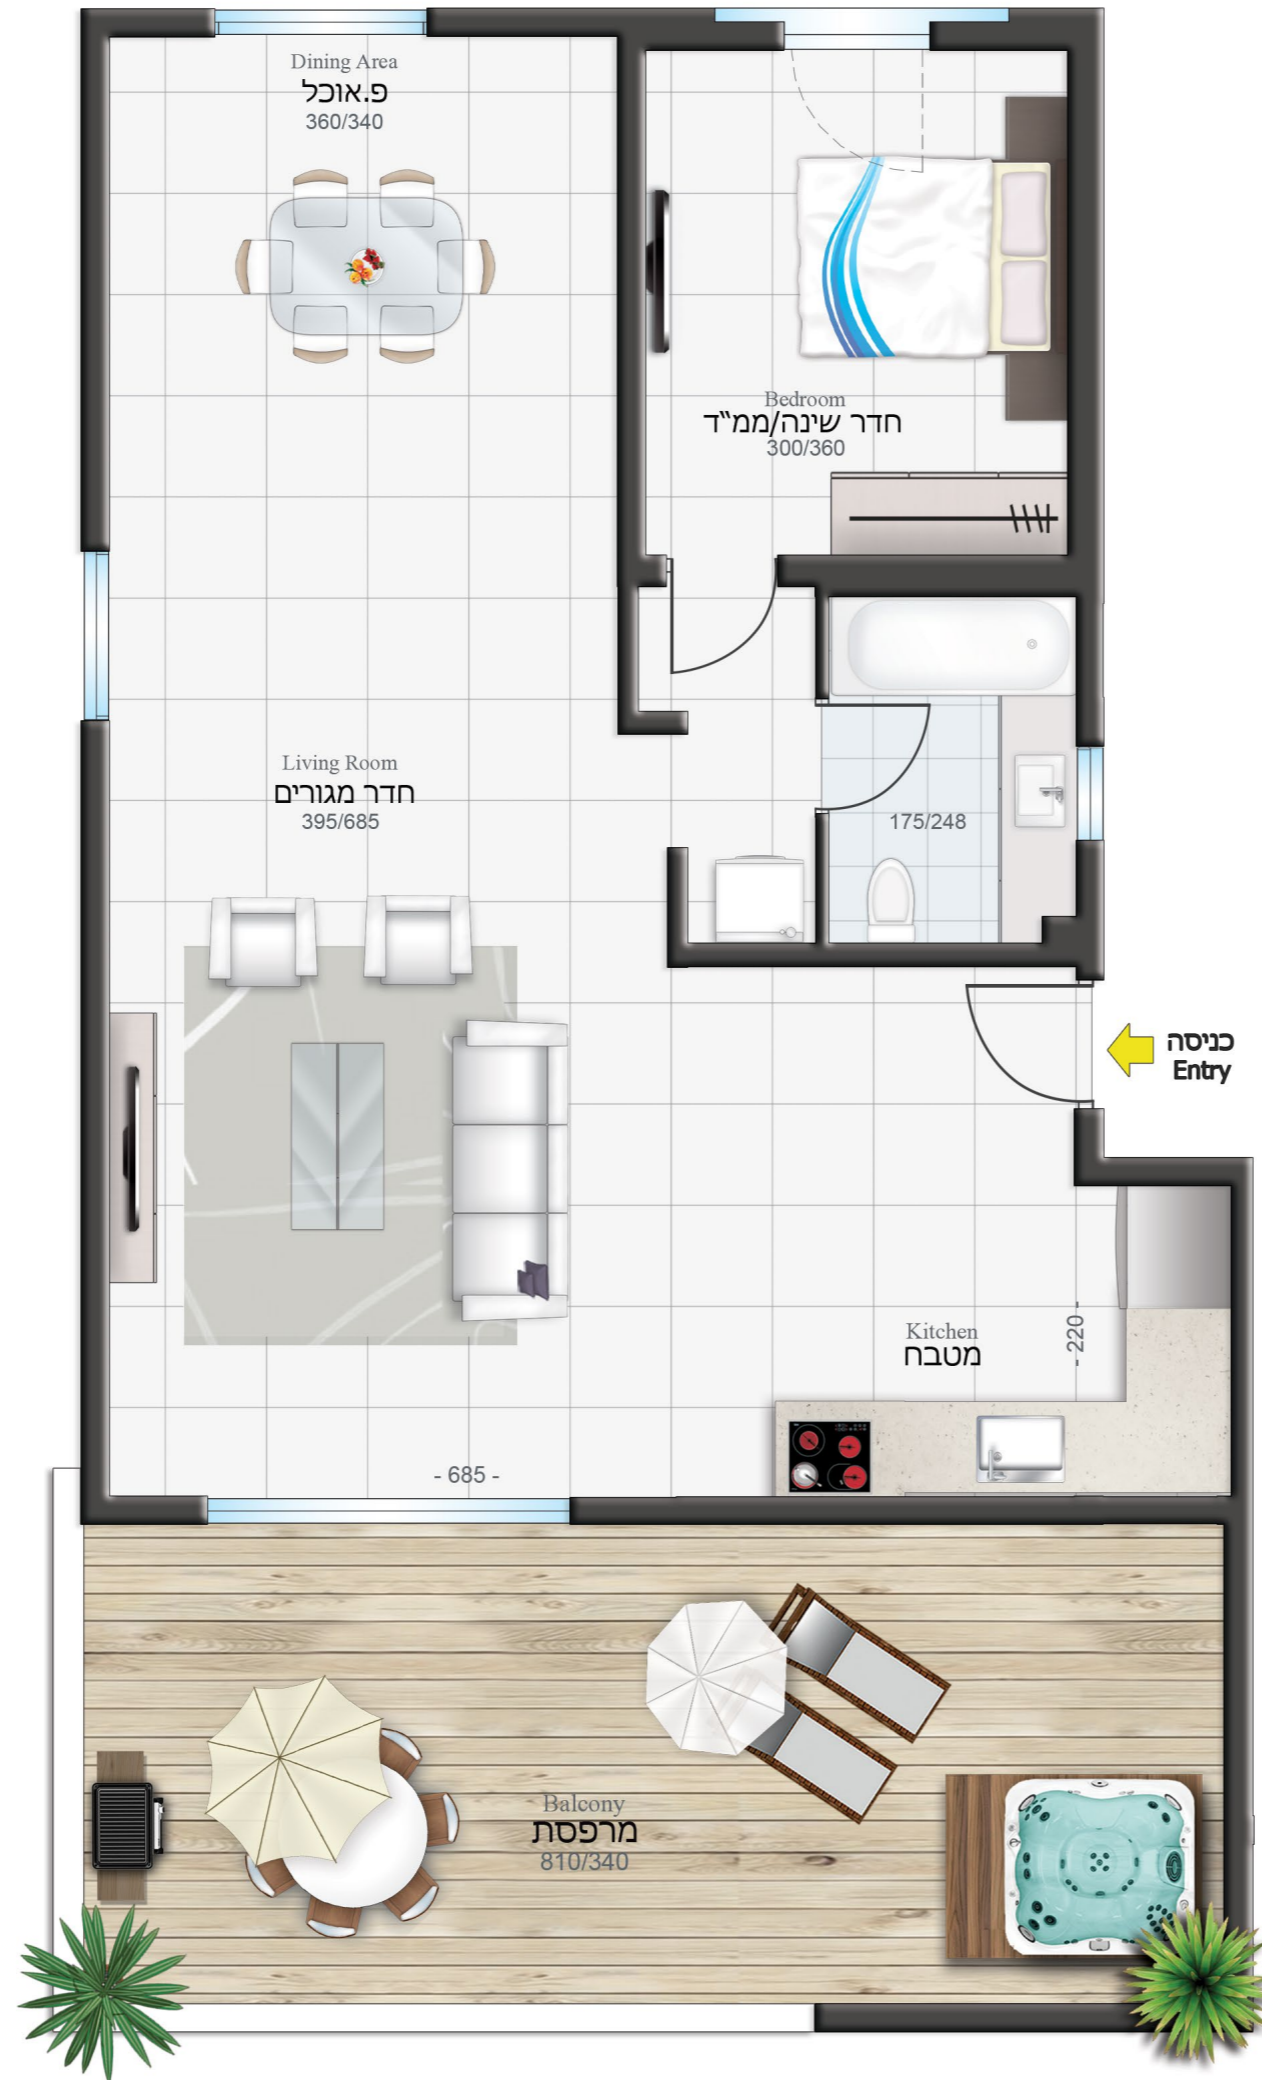 Dining Area
פ.אוכל
360/340
Bedroom
חדר שינה/ממ"ד
300/360
Living Room
חדר מגורים
395/685
175/248
כניסה
Entry
Kitchen
מטבח
- 220 -
- 685 -
Balcony
מרפסת
810/340